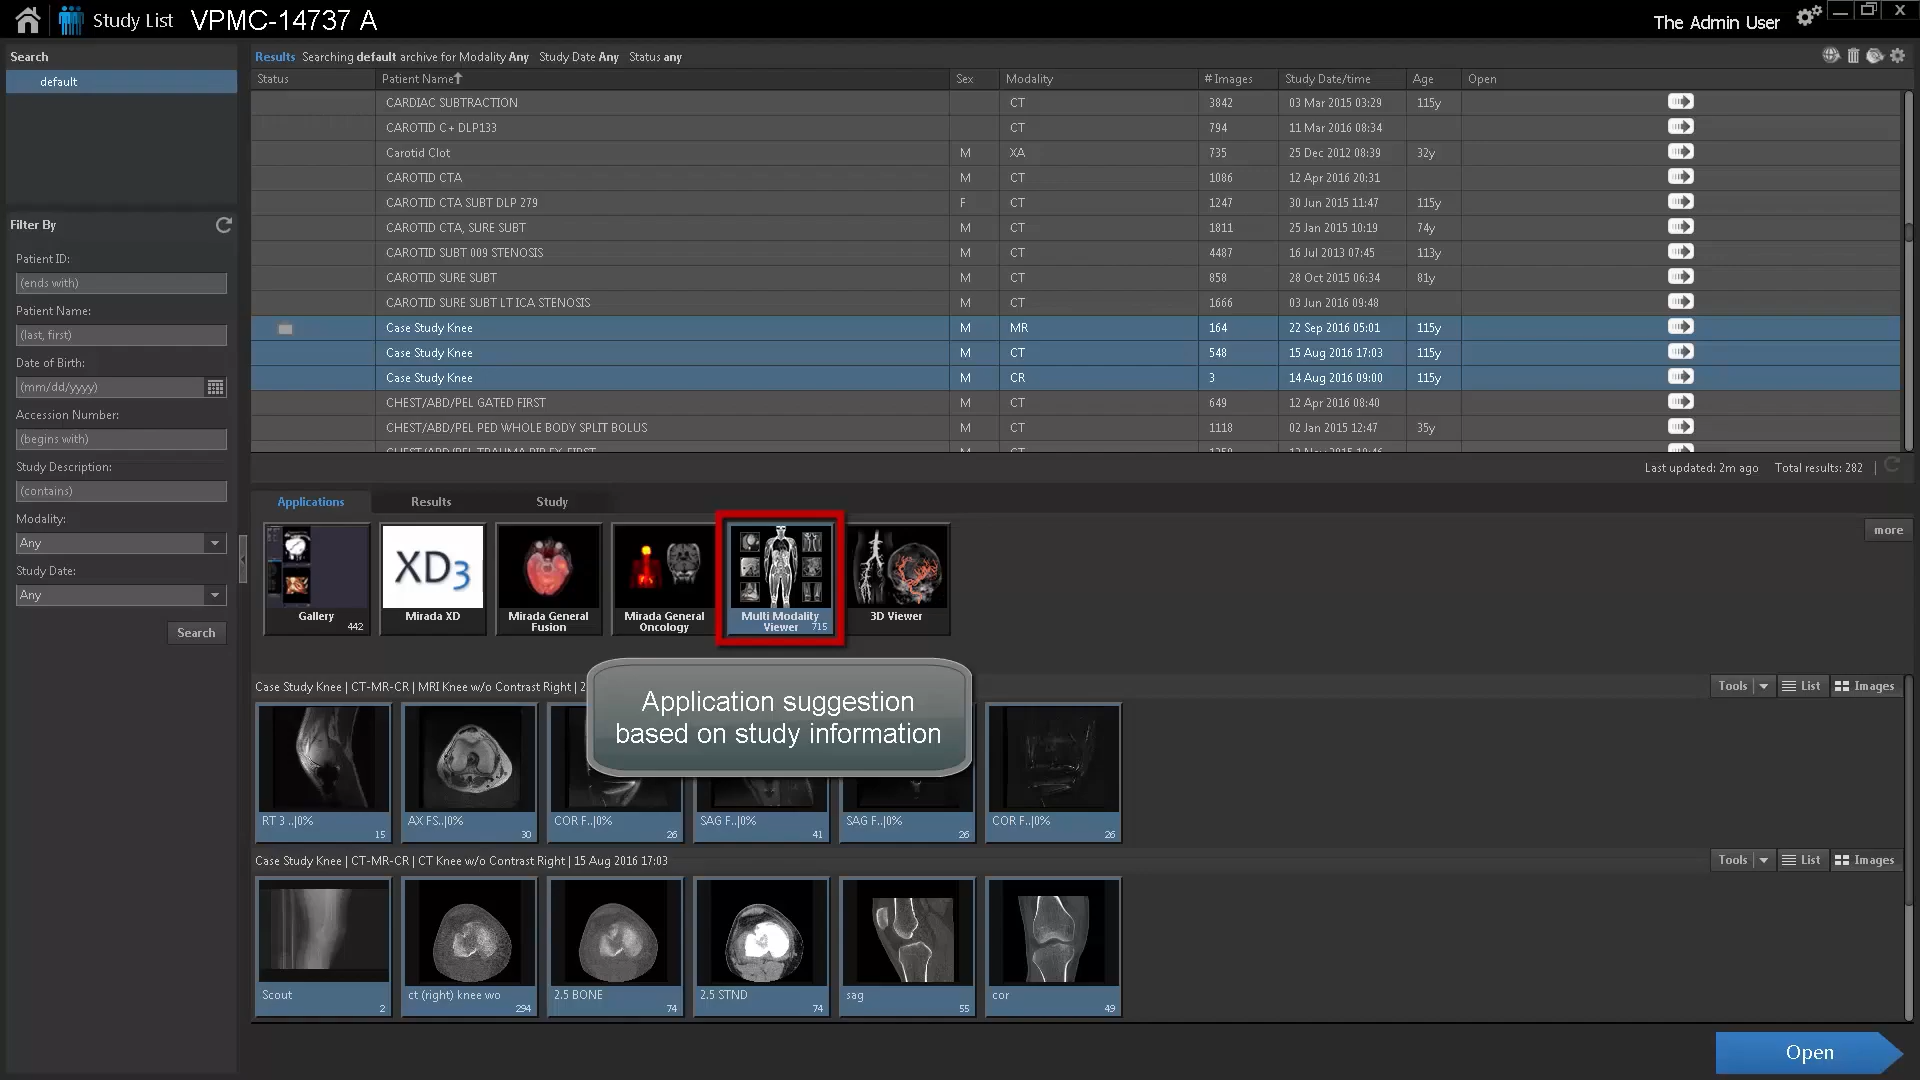 Study List VPMC-14737 A
The Admin User
Search
default
Filter By
Patient ID:
(ends with)
Patient Name:
(last, first)
Date of Birth:
(mm/dd/yyyy)
Accession Number:
(begins with)
Study Description:
(contains)
Modality:
Any
Study Date:
Any
Search
Results Searching default archive for Modality Any Study Date Any Status any
Status Patient Name Sex Modality # Images Study Date/time Age Open
CARDIAC SUBTRACTION CT 3842 03 Mar 2015 03:29 115y
CAROTID C+ DLP133 CT 794 11 Mar 2016 08:34
Carotid Clot M XA 735 25 Dec 2012 08:39 32y
CAROTID CTA M CT 1086 12 Apr 2016 20:31
CAROTID CTA SUBT DLP 279 F CT 1247 30 Jun 2015 11:47 115y
CAROTID CTA, SURE SUBT M CT 1811 25 Jan 2015 10:19 74y
CAROTID SUBT 009 STENOSIS M CT 4487 16 Jul 2013 07:45 113y
CAROTID SURE SUBT M CT 858 28 Oct 2015 06:34 81y
CAROTID SURE SUBT LT ICA STENOSIS M CT 1666 03 Jun 2016 09:48
Case Study Knee M MR 164 22 Sep 2016 05:01 115y
Case Study Knee M CT 548 15 Aug 2016 17:03 115y
Case Study Knee M CR 3 14 Aug 2016 09:00 115y
CHEST/ABD/PEL GATED FIRST M CT 649 12 Apr 2016 08:40
CHEST/ABD/PEL PED WHOLE BODY SPLIT BOLUS M CT 1118 02 Jan 2015 12:47 35y
Last updated: 2m ago Total results: 282
Applications Results Study
more
XD3
Gallery
442
Mirada XD
Mirada General
Fusion
Mirada General
Oncology
Multi Modality
Viewer 715
3D Viewer
Application suggestion
based on study information
Case Study Knee | CT-MR-CR | MRI Knee w/o Contrast Right | 2
Tools List Images
RT 3 ..|0% 15
AX FS..|0% 30
COR F..|0% 26
SAG F..|0% 41
SAG F..|0% 26
COR F..|0% 26
Case Study Knee | CT-MR-CR | CT Knee w/o Contrast Right | 15 Aug 2016 17:03
Tools List Images
Scout 2
ct (right) knee wo 294
2.5 BONE 74
2.5 STND 74
sag 55
cor 49
Open